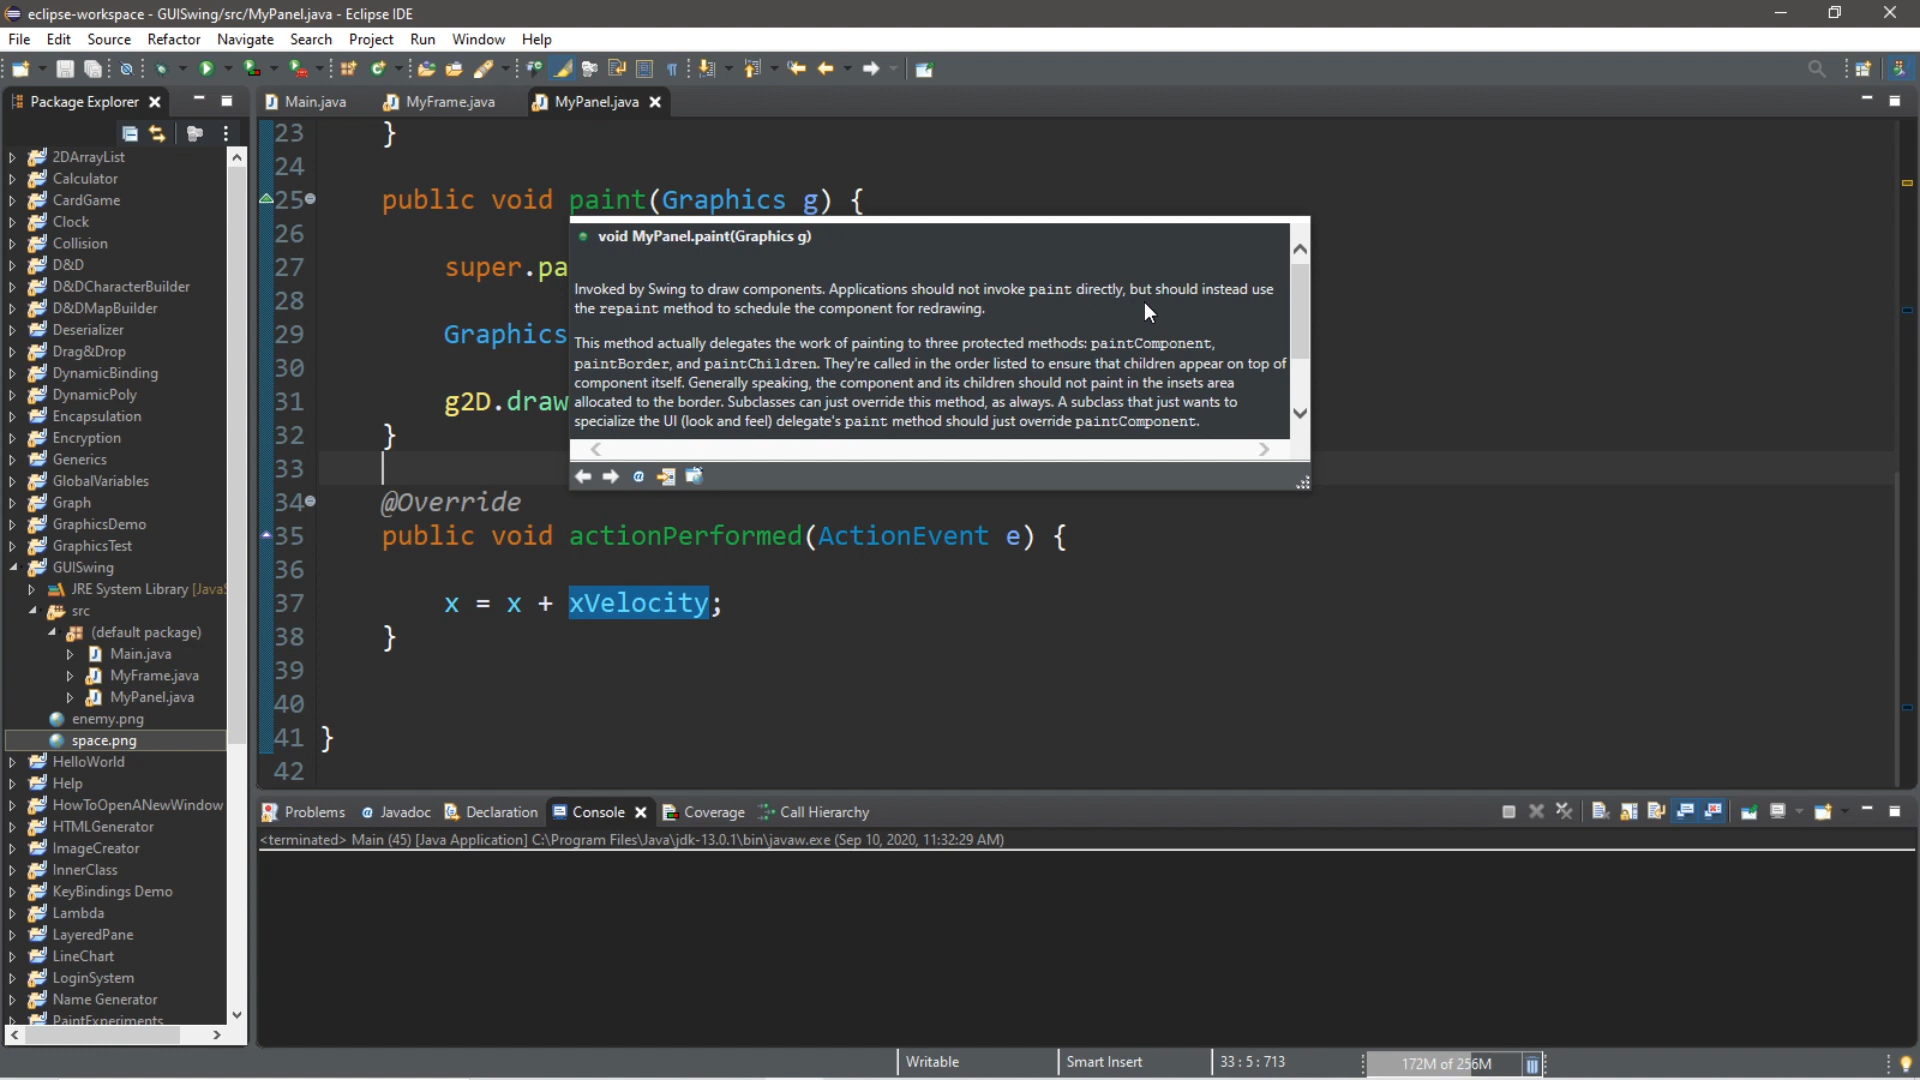 eclipse-workspace - GUISwing/src/MyPanel.java - Eclipse IDE
File Edit Source Refactor Navigate Search Project Run Window Help
Package Explorer
Main.java MyFrame.java MyPanel.java
2DArrayList
Calculator
CardGame
Clock
Collision
D&D
D&DCharacterBuilder
D&DMapBuilder
Deserializer
Drag&Drop
DynamicBinding
DynamicPoly
Encapsulation
Encryption
Generics
GlobalVariables
Graph
GraphicsDemo
GraphicsTest
GUISwing
JRE System Library [Java
src
(default package)
Main.java
MyFrame.java
MyPanel.java
enemy.png
space.png
HelloWorld
Help
HowToOpenANewWindow
HTMLGenerator
ImageCreator
InnerClass
KeyBindings Demo
Lambda
LayeredPane
LineChart
LoginSystem
Name Generator
PaintExperiments
23 }
24
25 public void paint(Graphics g) {
26
27 super.pa
28
29 Graphics
30
31 g2D.draw
32 }
33
34 @Override
35 public void actionPerformed(ActionEvent e) {
36
37 x = x + xVelocity;
38 }
39
40
41 }
42
void MyPanel.paint(Graphics g)
Invoked by Swing to draw components. Applications should not invoke paint directly, but should instead use
the repaint method to schedule the component for redrawing.
This method actually delegates the work of painting to three protected methods: paintComponent,
paintBorder, and paintChildren. They're called in the order listed to ensure that children appear on top of
component itself. Generally speaking, the component and its children should not paint in the insets area
allocated to the border. Subclasses can just override this method, as always. A subclass that just wants to
specialize the UI (look and feel) delegate's paint method should just override paintComponent.
Problems @ Javadoc Declaration Console Coverage Call Hierarchy
<terminated> Main (45) [Java Application] C:\Program Files\Java\jdk-13.0.1\bin\javaw.exe (Sep 10, 2020, 11:32:29 AM)
Writable Smart Insert 33 : 5 : 713 172M of 256M